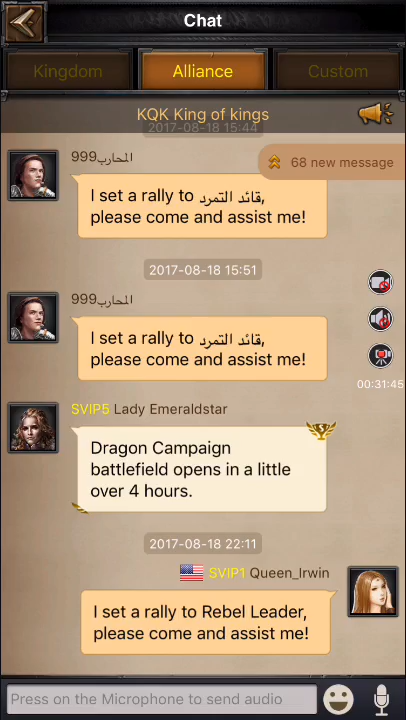 Chat
Kingdom
Alliance
Custom
KQK King of kings
2017-08-18 15:44
المحارب999
68 new message
I set a rally to قائد التمرد,
please come and assist me!
2017-08-18 15:51
المحارب999
I set a rally to قائد التمرد,
please come and assist me!
00:31:45
SVIP5 Lady Emeraldstar
Dragon Campaign
battlefield opens in a little
over 4 hours.
2017-08-18 22:11
SVIP1 Queen_Irwin
I set a rally to Rebel Leader,
please come and assist me!
Press on the Microphone to send audio